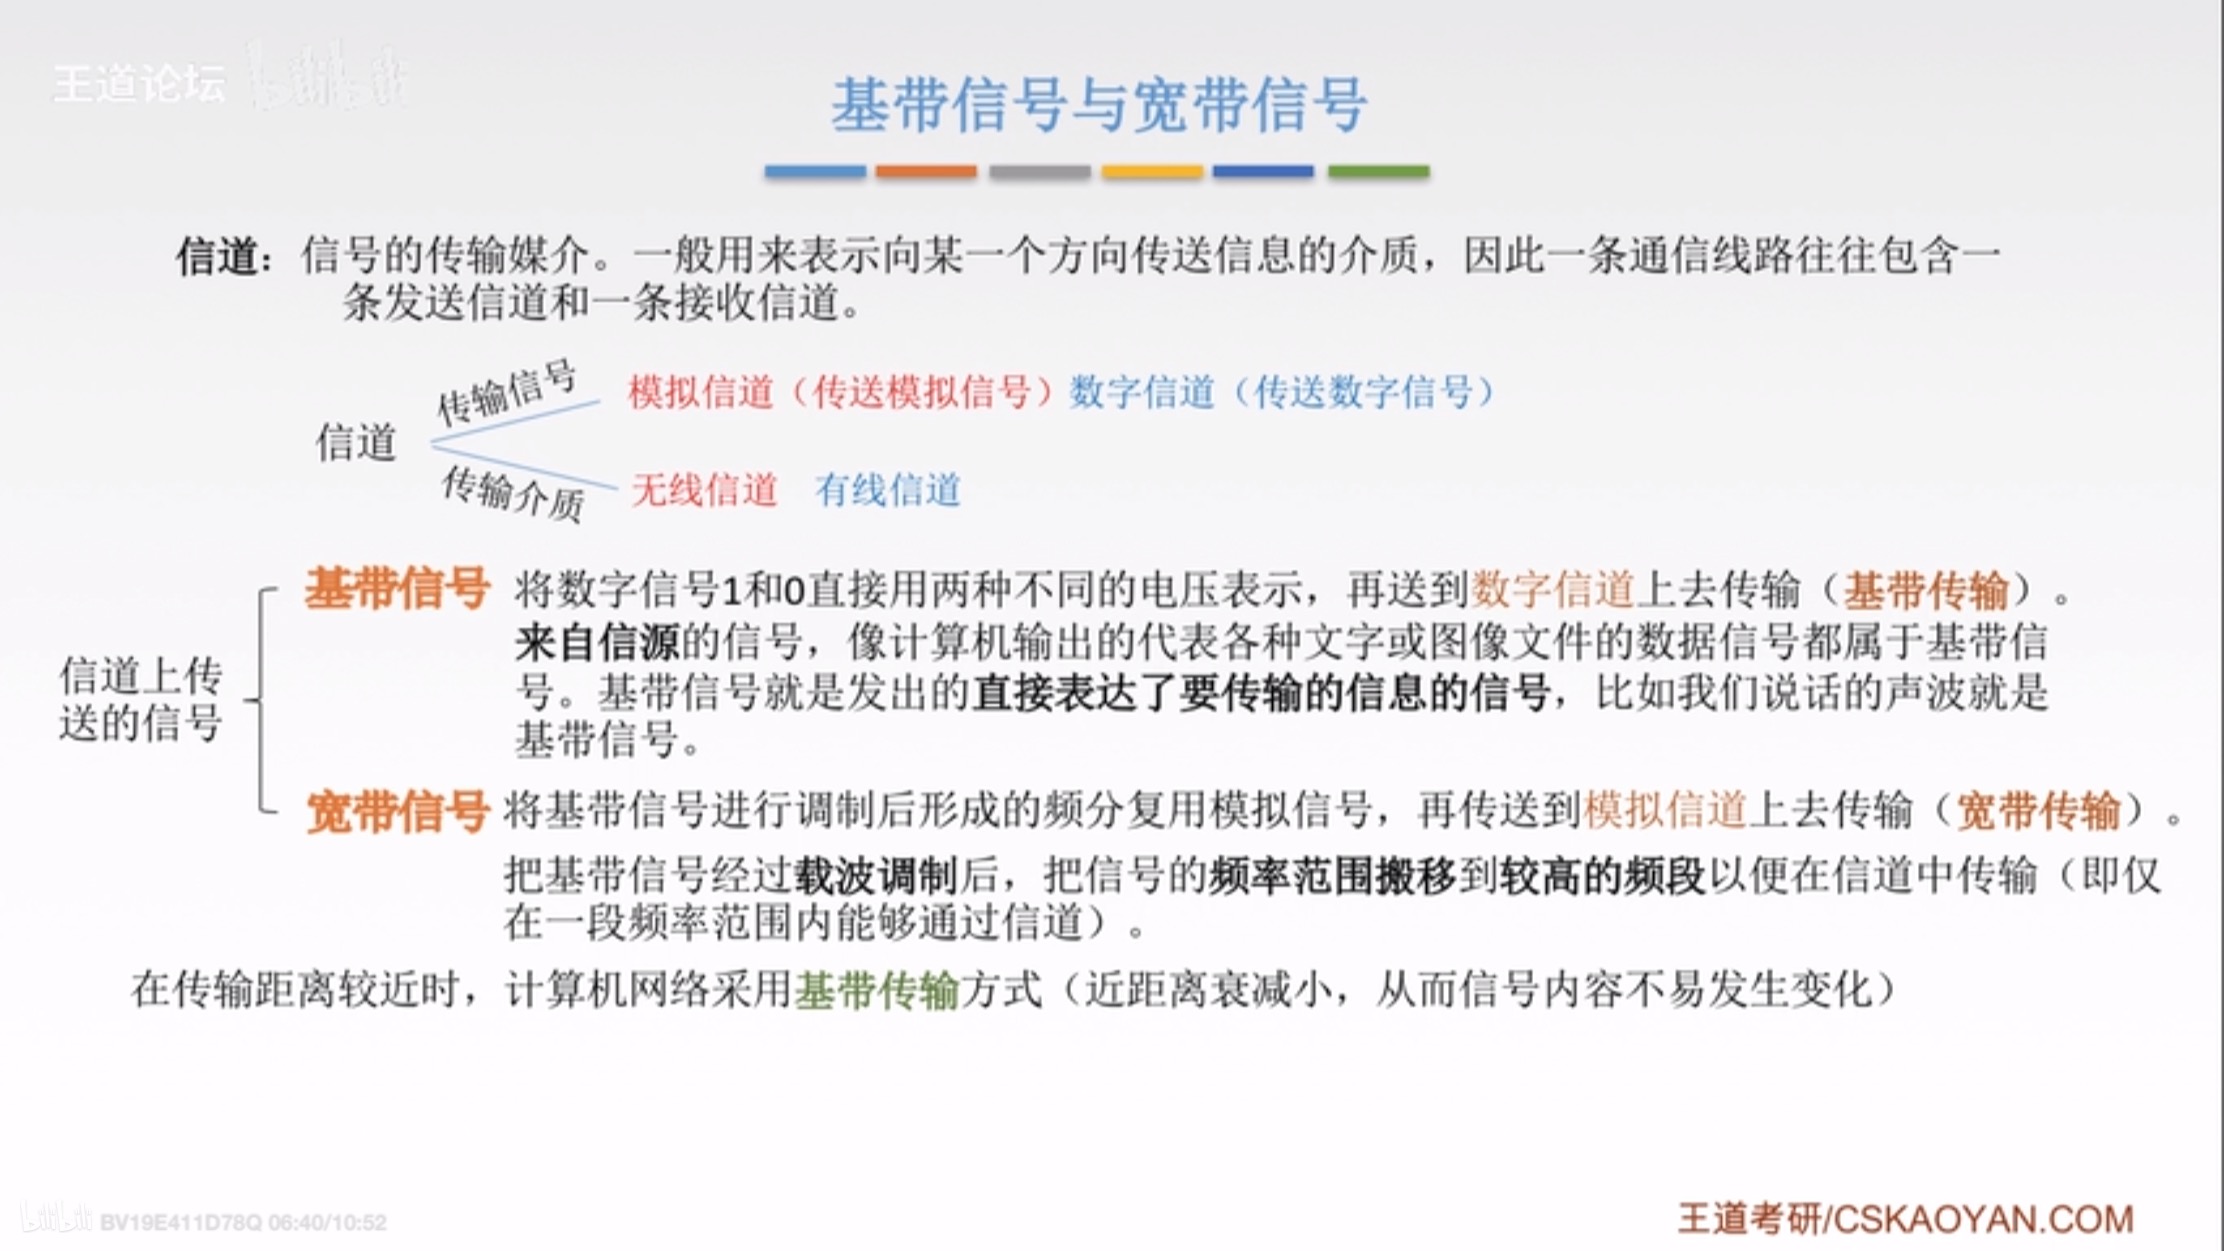 王道论坛 bilibili
基带信号与宽带信号
信道：信号的传输媒介。一般用来表示向某一个方向传送信息的介质，因此一条通信线路往往包含一
条发送信道和一条接收信道。
传输信号
模拟信道（传送模拟信号）数字信道（传送数字信号）
信道
传输介质
无线信道 有线信道
基带信号 将数字信号1和0直接用两种不同的电压表示，再送到数字信道上去传输（基带传输）。
来自信源的信号，像计算机输出的代表各种文字或图像文件的数据信号都属于基带信
号。基带信号就是发出的直接表达了要传输的信息的信号，比如我们说话的声波就是
基带信号。
信道上传
送的信号
宽带信号 将基带信号进行调制后形成的频分复用模拟信号，再传送到模拟信道上去传输（宽带传输）。
把基带信号经过载波调制后，把信号的频率范围搬移到较高的频段以便在信道中传输（即仅
在一段频率范围内能够通过信道）。
在传输距离较近时，计算机网络采用基带传输方式（近距离衰减小，从而信号内容不易发生变化）
bilibili BV19E411D78Q 06:40/10:52
王道考研/CSKAOYAN.COM